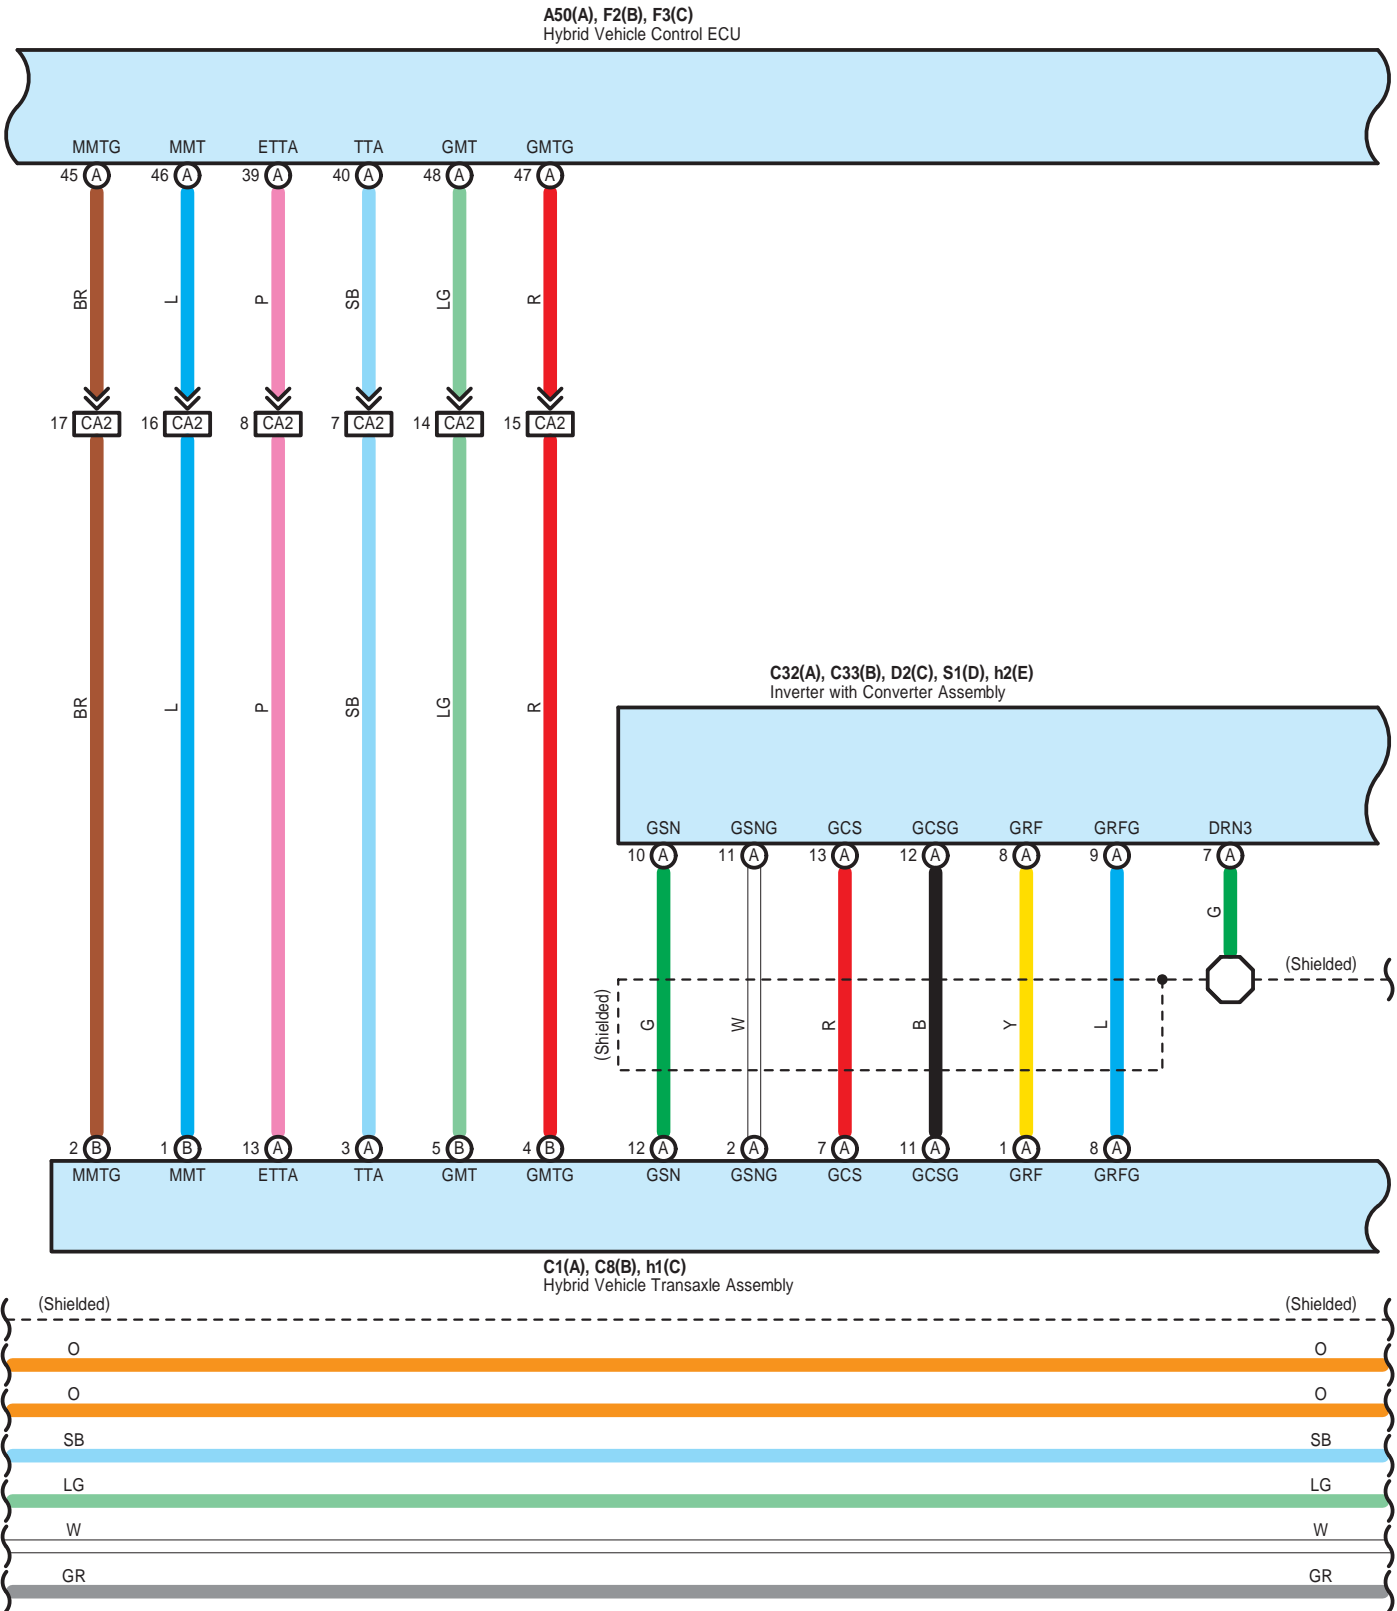 A50(A), F2(B), F3(C)
Hybrid Vehicle Control ECU
MMTG MMT ETTA TTA GMT GMTG
45 A 46 A 39 A 40 A 48 A 47 A
BR L P SB LG R
17 CA2 16 CA2 8 CA2 7 CA2 14 CA2 15 CA2
C32(A), C33(B), D2(C), S1(D), h2(E)
Inverter with Converter Assembly
BR L P SB LG R
GSN GSNG GCS GCSG GRF GRFG DRN3
10 A 11 A 13 A 12 A 8 A 9 A 7 A
G
(Shielded)
(Shielded) G W R B Y L
2 B 1 B 13 A 3 A 5 B 4 B 12 A 2 A 7 A 11 A 1 A 8 A
MMTG MMT ETTA TTA GMT GMTG GSN GSNG GCS GCSG GRF GRFG
C1(A), C8(B), h1(C)
Hybrid Vehicle Transaxle Assembly
(Shielded) (Shielded)
O O
O O
SB SB
LG LG
W W
GR GR